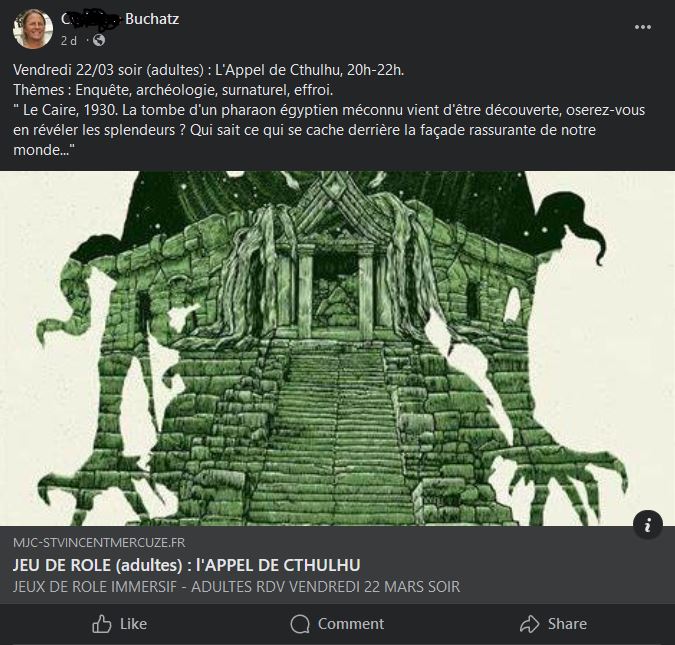 Buchatz
2 d
Vendredi 22/03 soir (adultes) : L'Appel de Cthulhu, 20h-22h.
Thèmes : Enquête, archéologie, surnaturel, effroi.
" Le Caire, 1930. La tombe d'un pharaon égyptien méconnu vient d'être découverte, oserez-vous
en révéler les splendeurs ? Qui sait ce qui se cache derrière la façade rassurante de notre
monde..."
MJC-STVINCENTMERCUZE.FR
JEU DE ROLE (adultes) : l'APPEL DE CTHULHU
JEUX DE ROLE IMMERSIF - ADULTES RDV VENDREDI 22 MARS SOIR
Like Comment Share